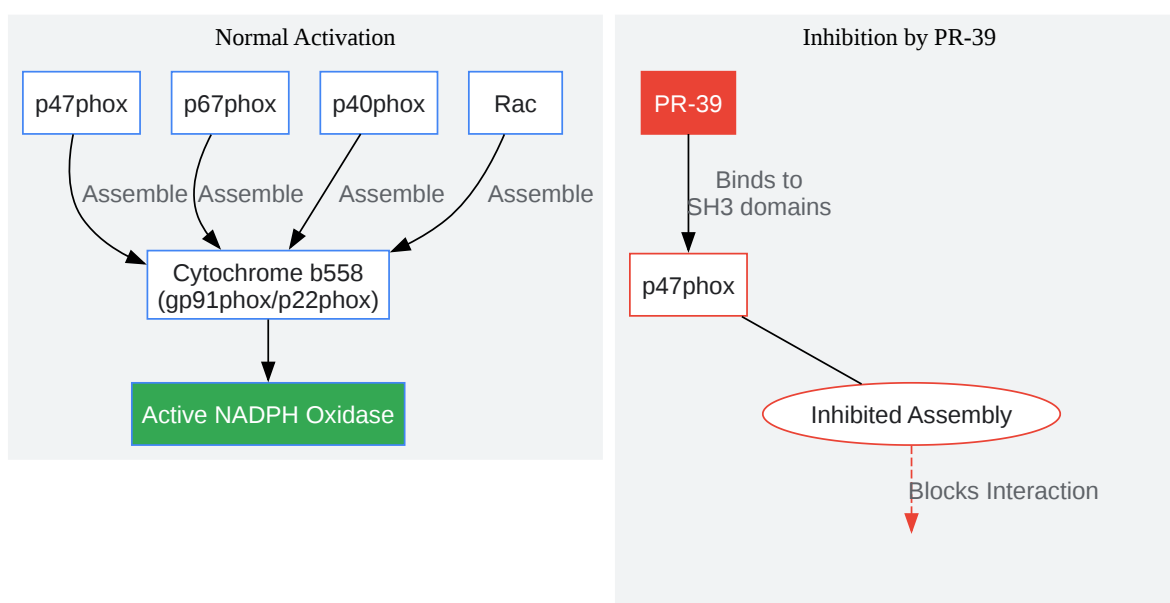 Normal Activation
p47phox
p67phox
p40phox
Rac
Assemble
Assemble
Assemble
Assemble
Cytochrome b558
(gp91phox/p22phox)
Active NADPH Oxidase
Inhibition by PR-39
PR-39
Binds to
SH3 domains
p47phox
Inhibited Assembly
Blocks Interaction